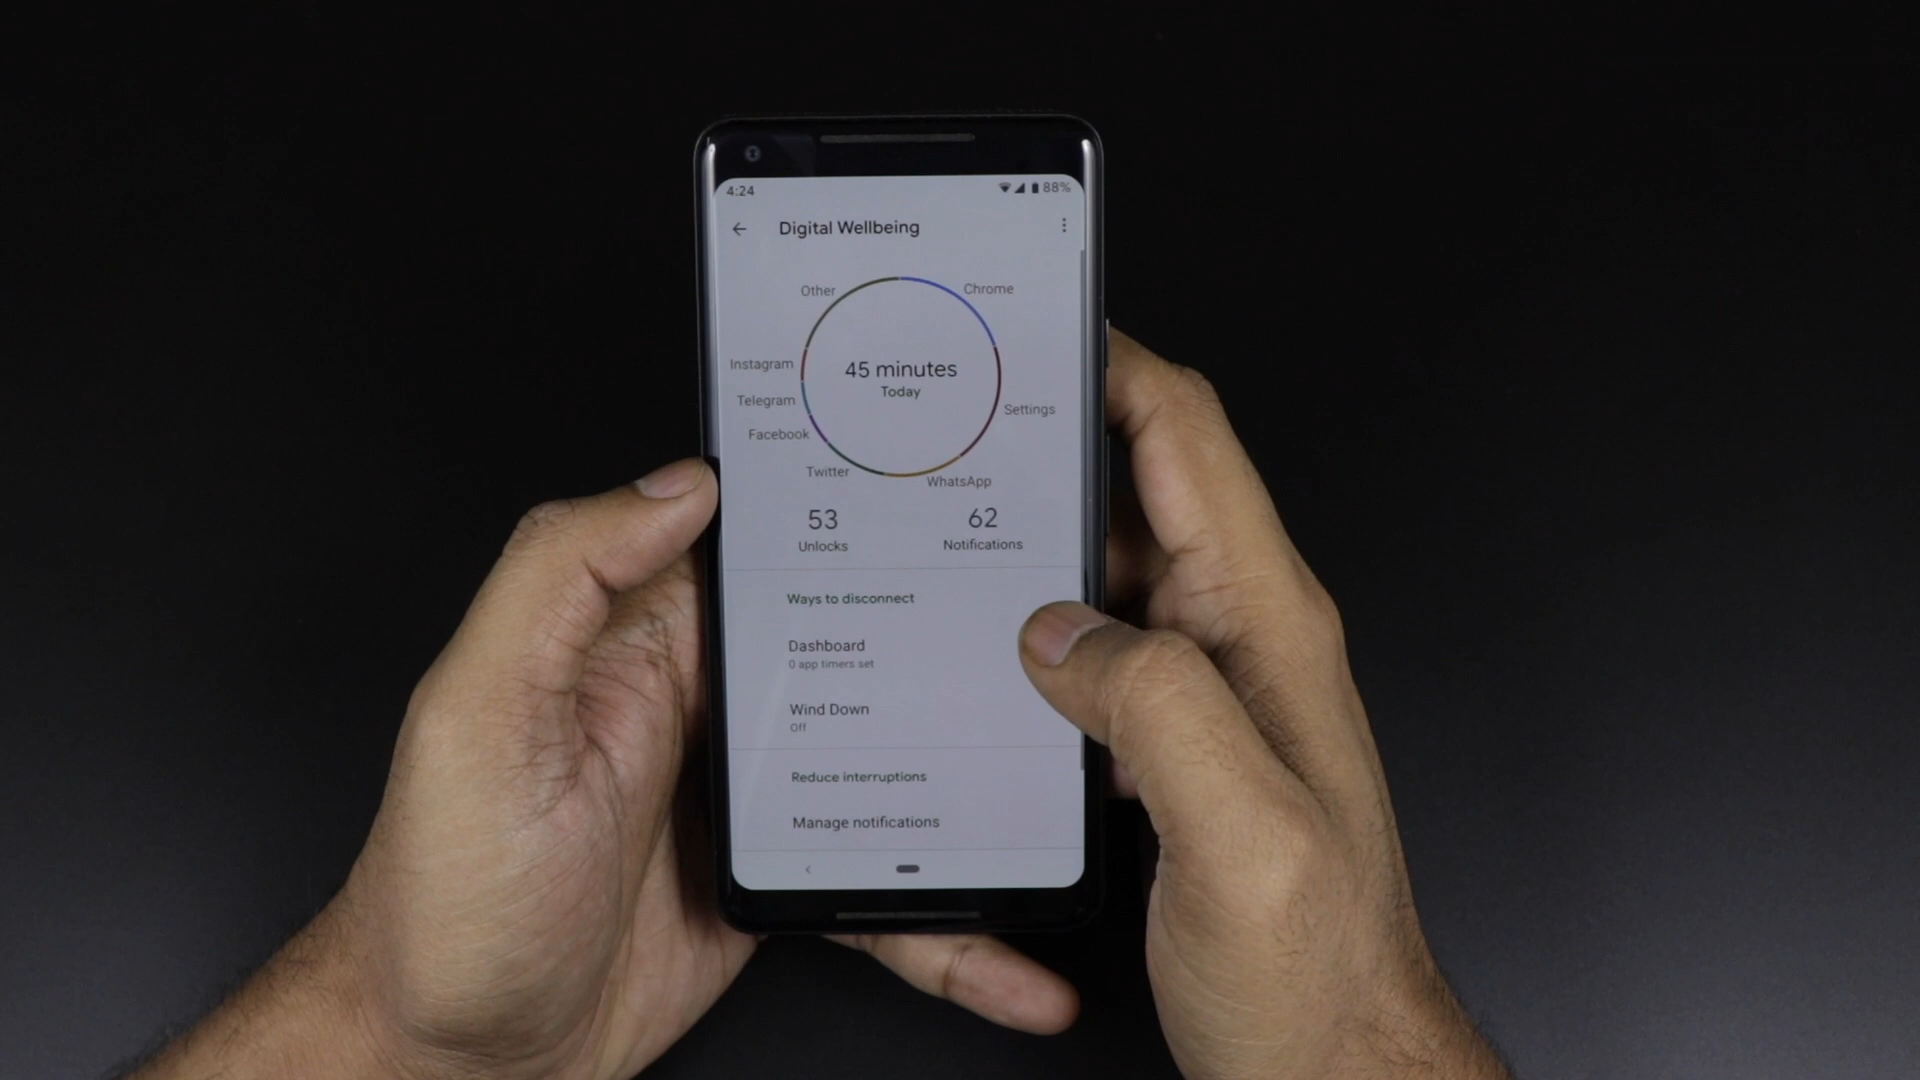 4:24
88%
Digital Wellbeing
Other
Chrome
Instagram
45 minutes
Today
Telegram
Settings
Facebook
Twitter
WhatsApp
53
62
Unlocks
Notifications
Ways to disconnect
Dashboard
0 app timers set
Wind Down
Off
Reduce interruptions
Manage notifications